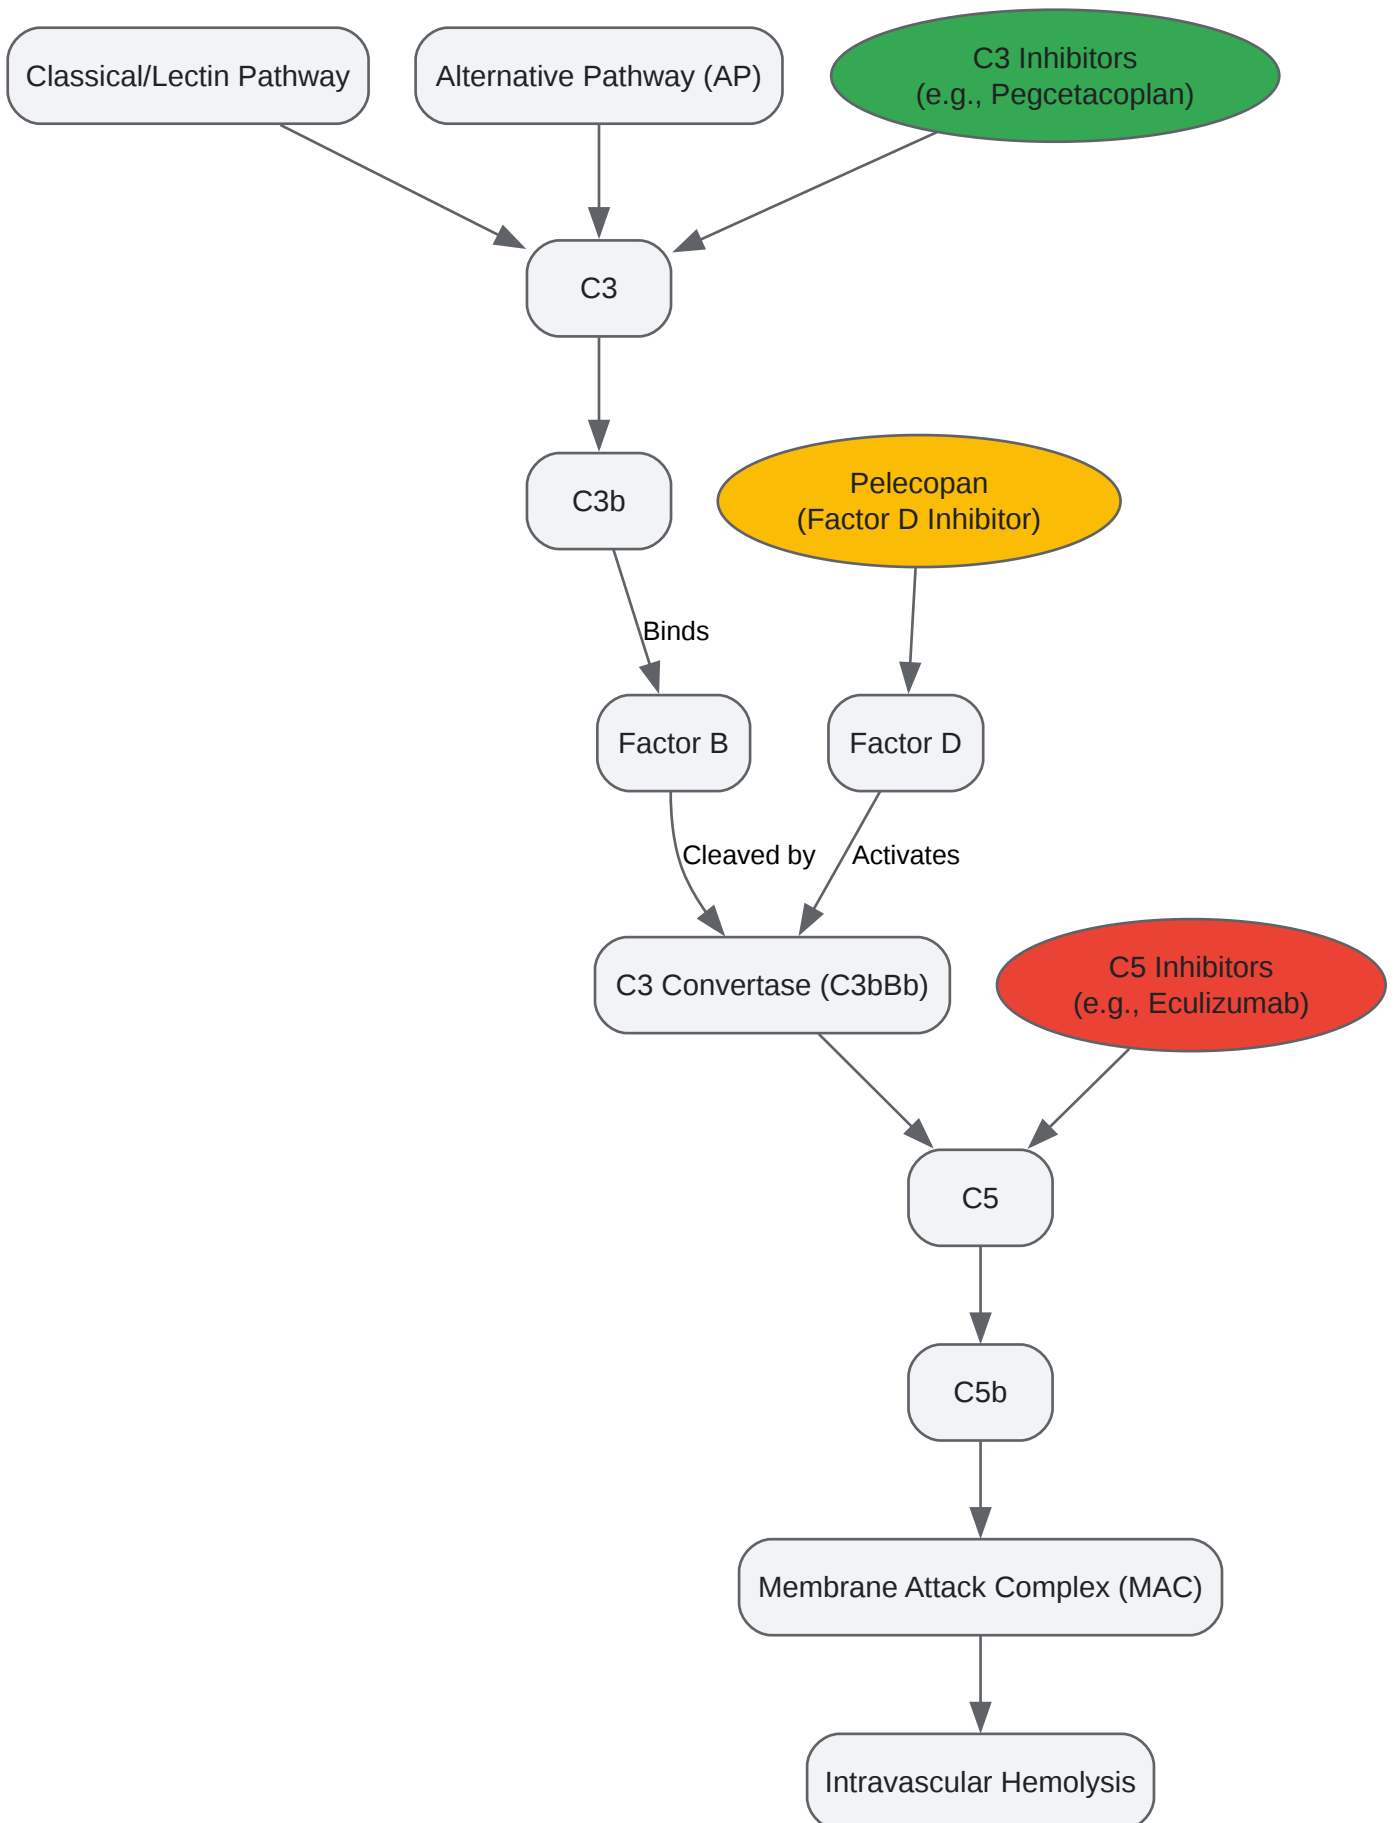 Classical/Lectin Pathway
Alternative Pathway (AP)
C3 Inhibitors
(e.g., Pegcetacoplan)
C3
C3b
Pelecopan
(Factor D Inhibitor)
Binds
Factor B
Factor D
Cleaved by
Activates
C3 Convertase (C3bBb)
C5 Inhibitors
(e.g., Eculizumab)
C5
C5b
Membrane Attack Complex (MAC)
Intravascular Hemolysis